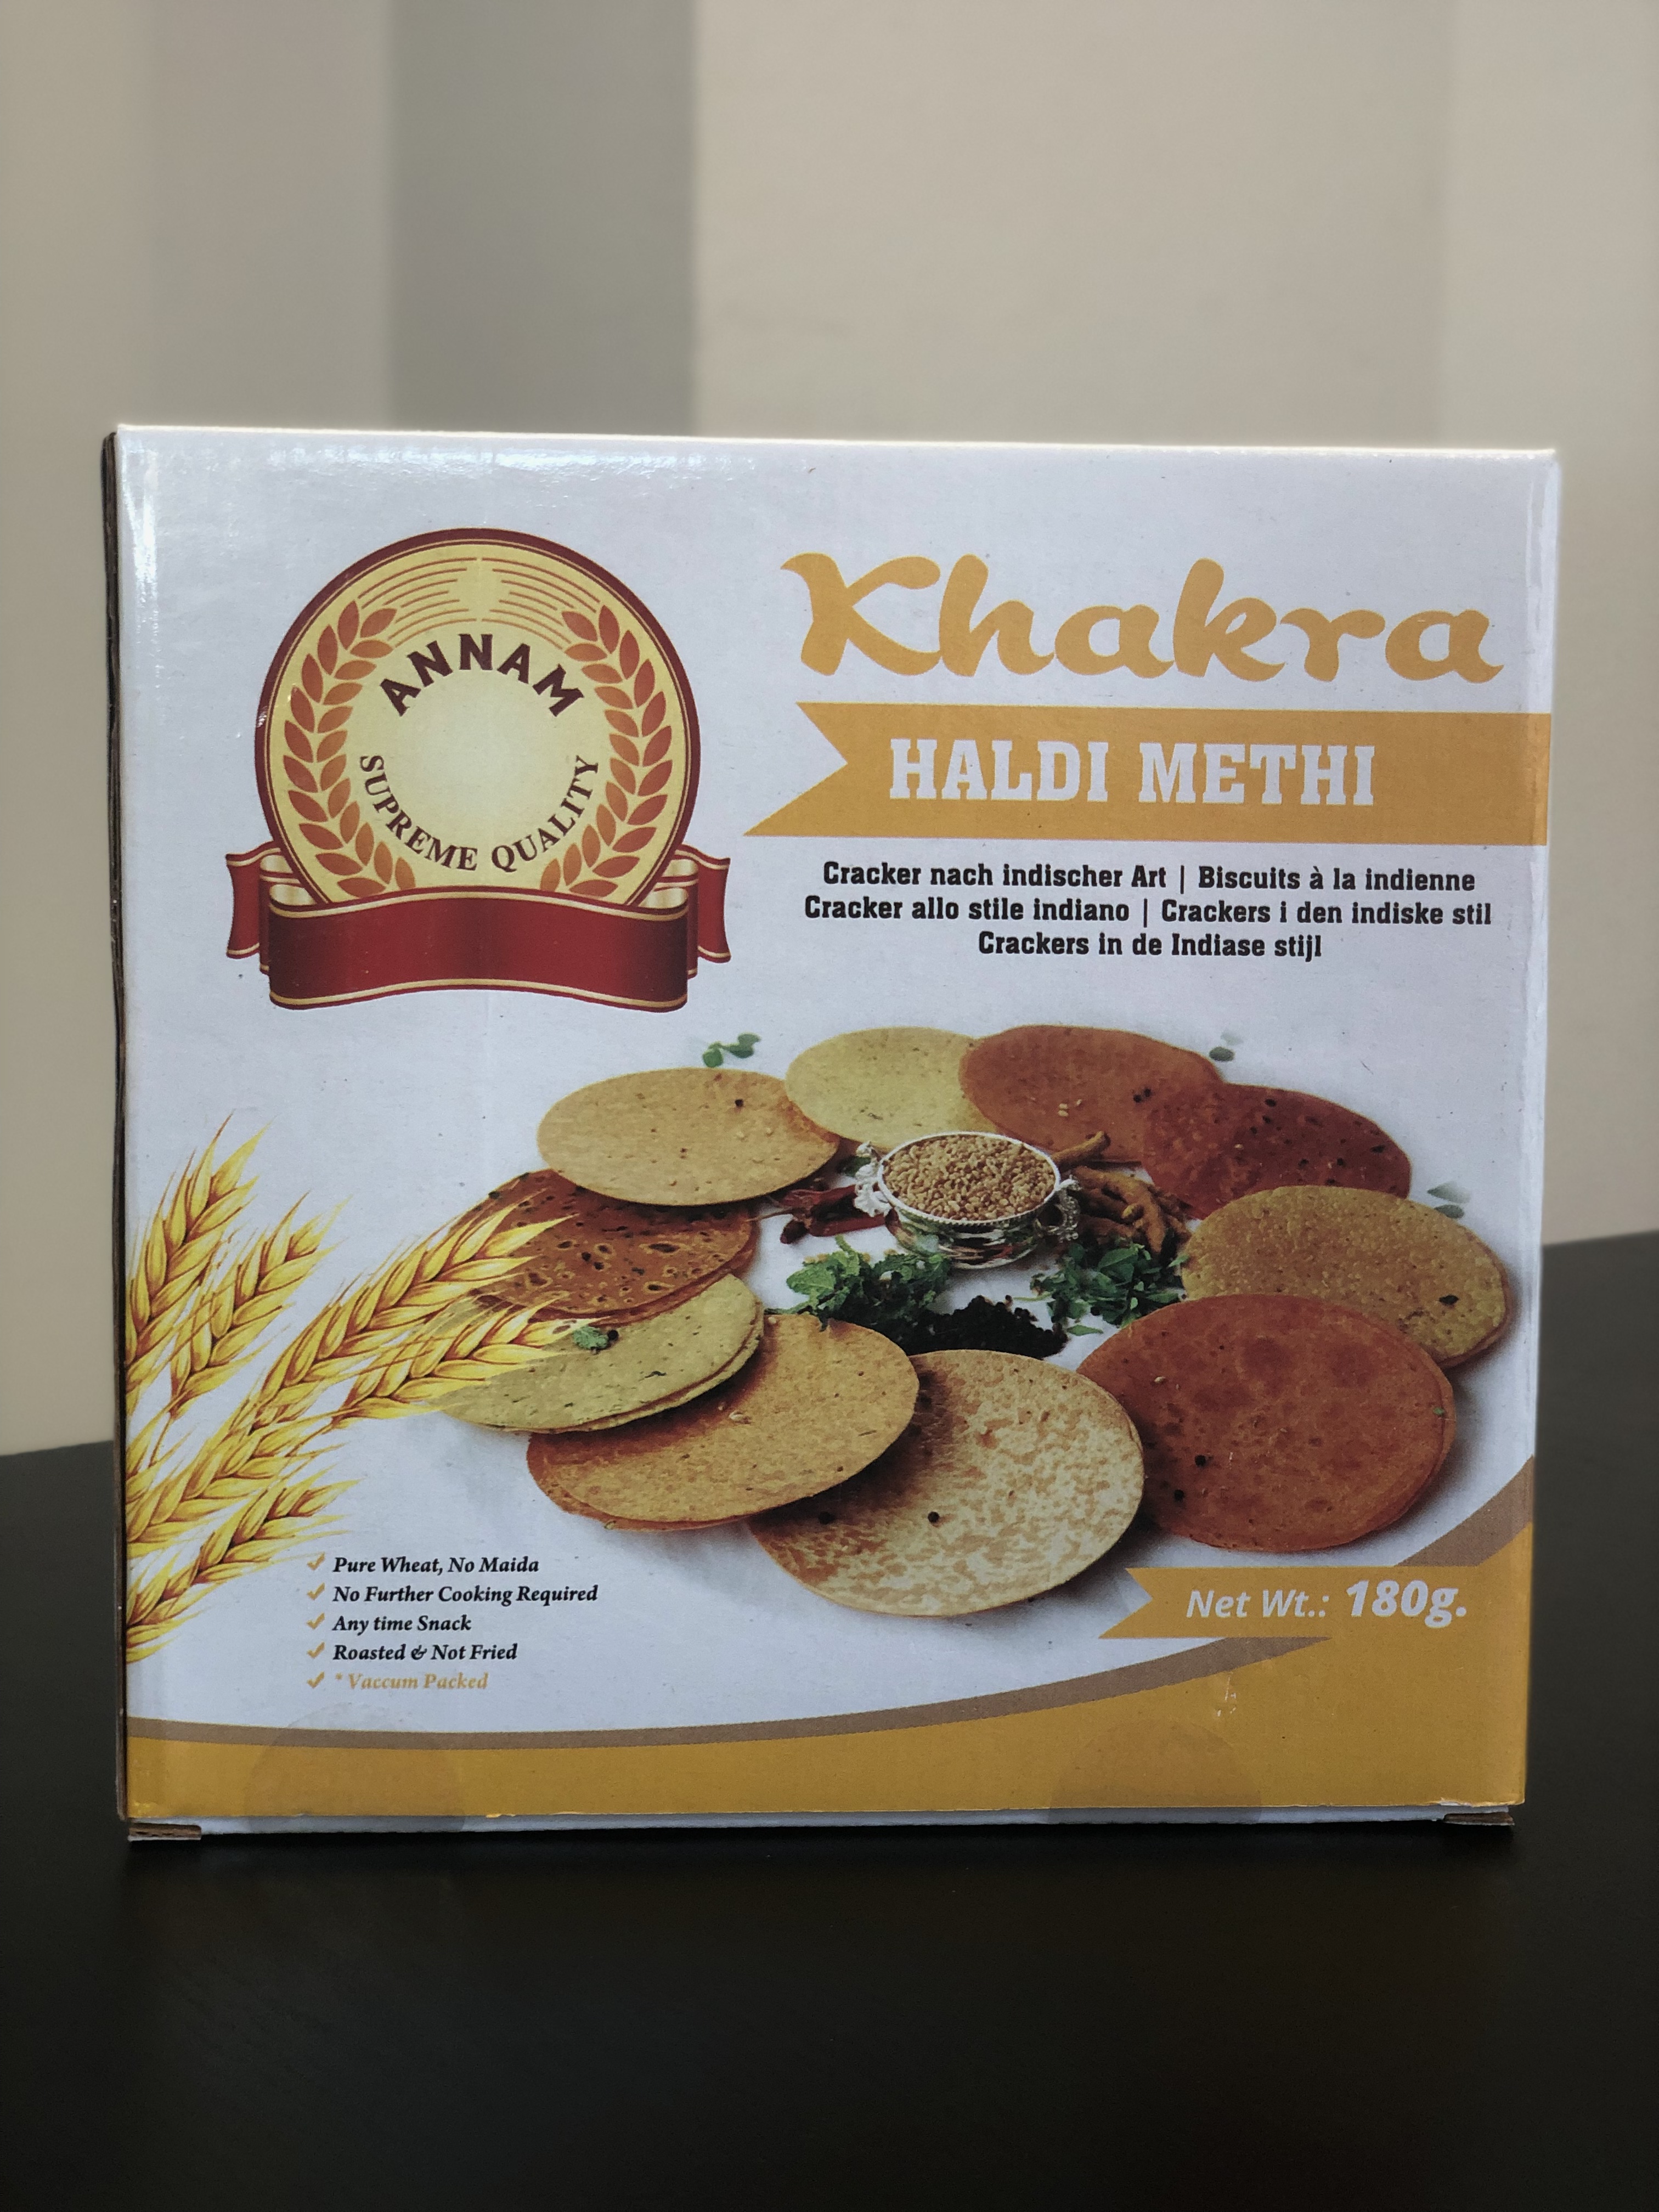 ANNAM
SUPREME QUALITY
Khakra
HALDI METHI
Cracker nach indischer Art | Biscuits à la indienne
Cracker allo stile indiano | Crackers i den indiske stil
Crackers in de Indiase stijl
Pure Wheat, No Maida
No Further Cooking Required
Any time Snack
Roasted & Not Fried
* Vaccum Packed
Net Wt.: 180g.